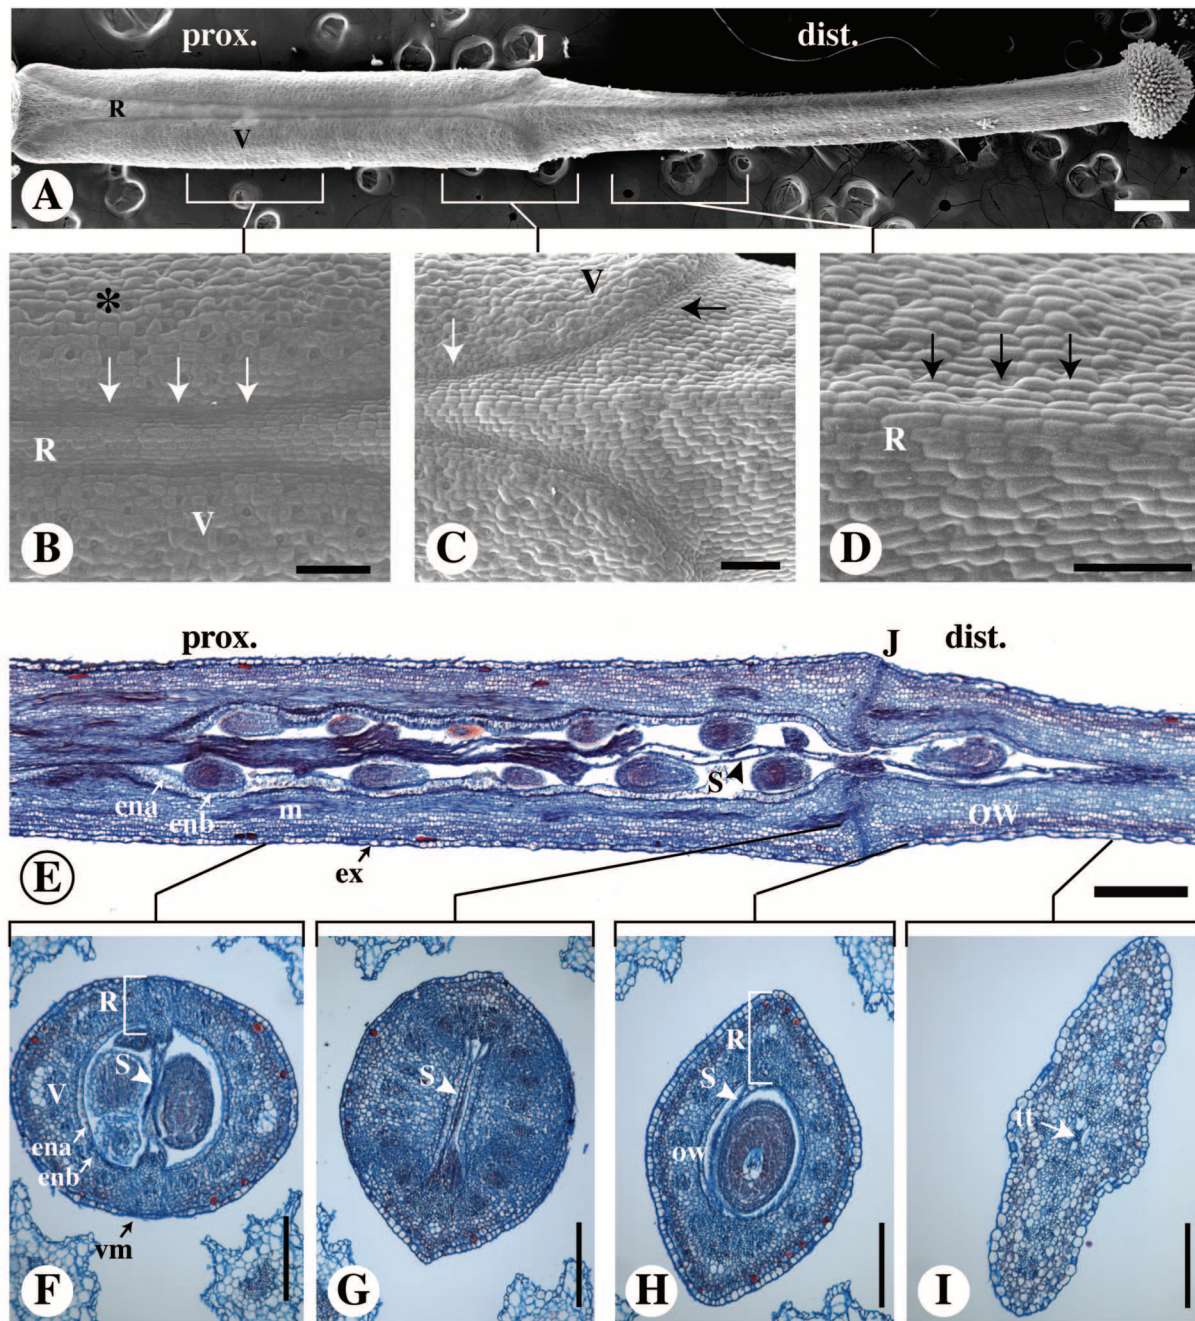 prox. J dist.
R
V
A
*
V
R
R
V
B
C
D
prox. J dist.
S
ena
enb m OW
ex
E
R
R
S
S
S
V
tt
ena
ow
enb
vm
F
G
H
I